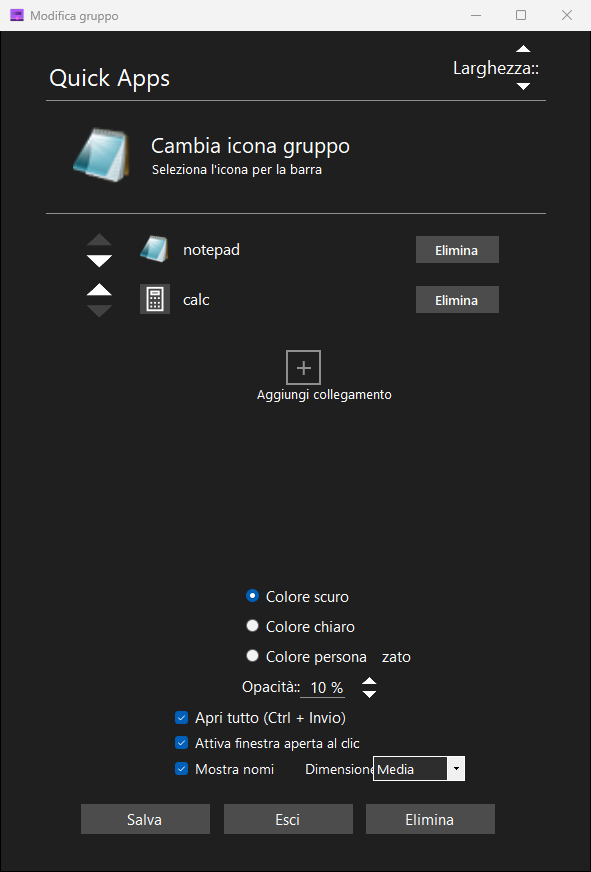 Modifica gruppo
Quick Apps
Larghezza::
Cambia icona gruppo
Seleziona l'icona per la barra
notepad Elimina
calc Elimina
Aggiungi collegamento
Colore scuro
Colore chiaro
Colore persona zato
Opacità:: 10 %
Apri tutto (Ctrl + Invio)
Attiva finestra aperta al clic
Mostra nomi Dimensione Media
Salva Esci Elimina